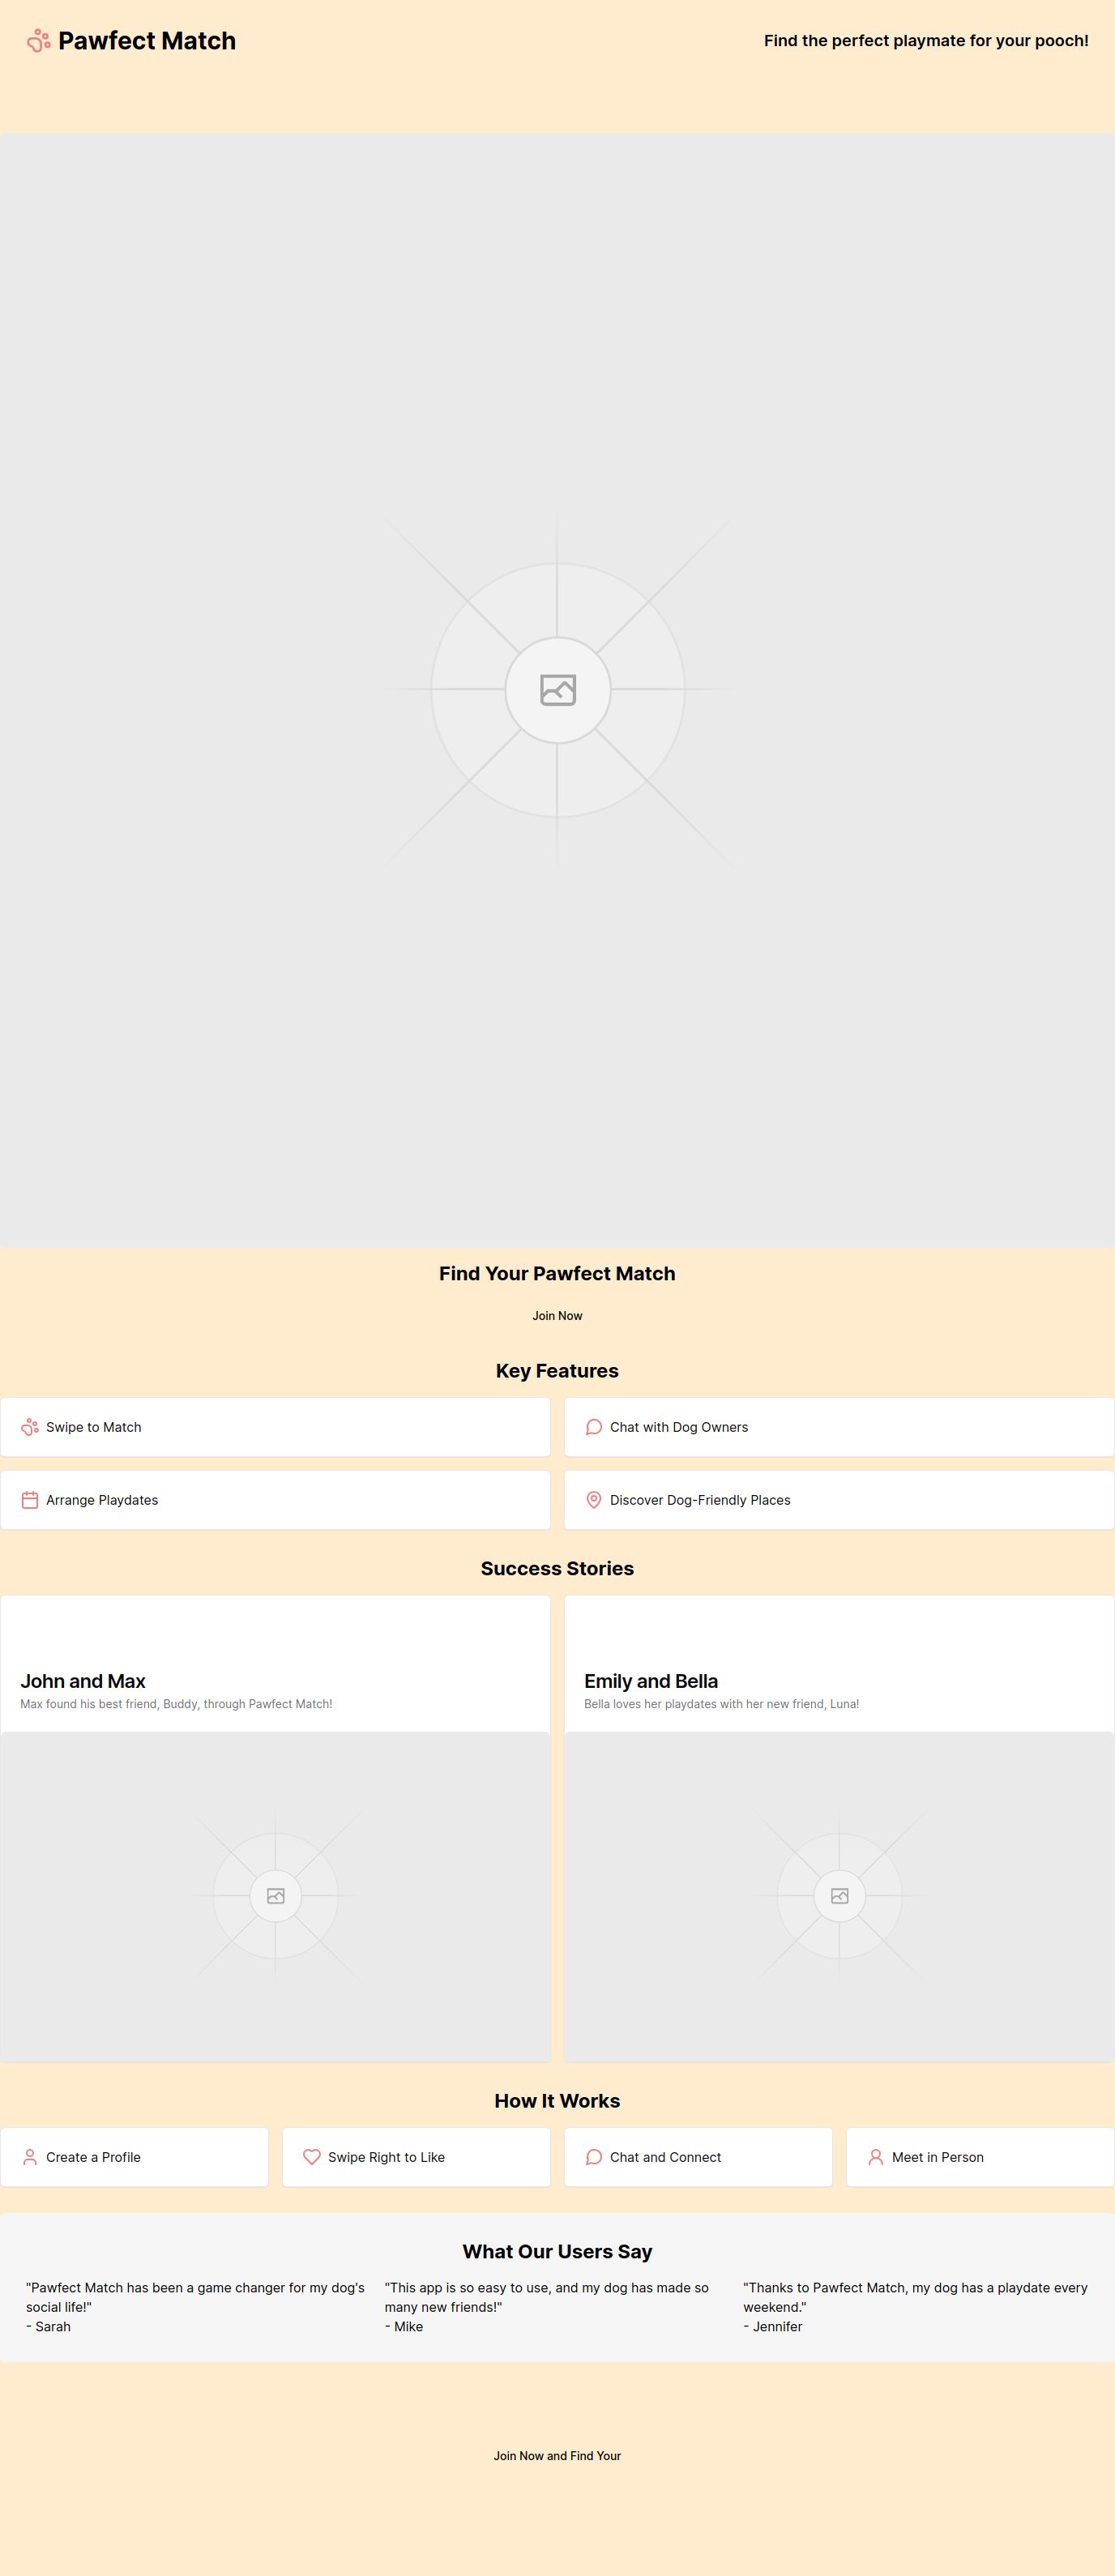 Pawfect Match
Find the perfect playmate for your pooch!
Find Your Pawfect Match
Join Now
Key Features
Swipe to Match
Chat with Dog Owners
Arrange Playdates
Discover Dog-Friendly Places
Success Stories
John and Max
Max found his best friend, Buddy, through Pawfect Match!
Emily and Bella
Bella loves her playdates with her new friend, Luna!
How It Works
Create a Profile
Swipe Right to Like
Chat and Connect
Meet in Person
What Our Users Say
"Pawfect Match has been a game changer for my dog's
social life!"
- Sarah
"This app is so easy to use, and my dog has made so
many new friends!"
- Mike
"Thanks to Pawfect Match, my dog has a playdate every
weekend."
- Jennifer
Join Now and Find Your